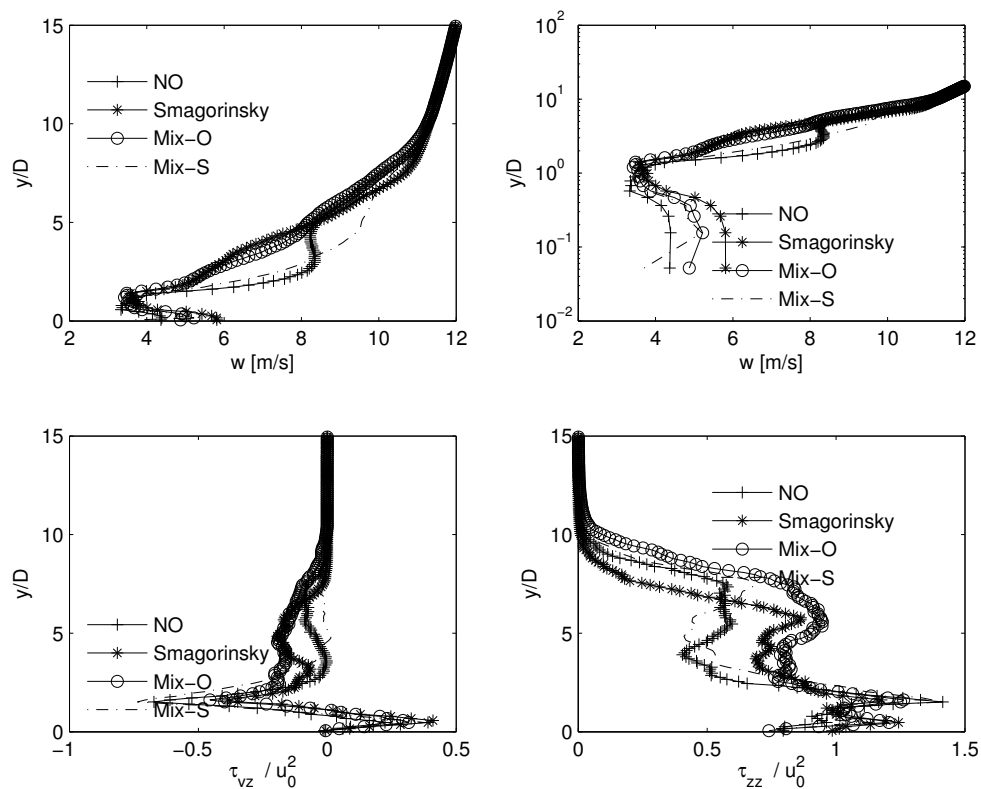 15
10
5
0
y/D
NO
Smagorinsky
Mix−O
Mix−S
2 4 6 8 10 12
w [m/s]
10^2
10^1
10^0
10^−1
10^−2
y/D
NO
Smagorinsky
Mix−O
Mix−S
2 4 6 8 10 12
w [m/s]
15
10
5
0
y/D
NO
Smagorinsky
Mix−O
Mix−S
−1 −0.5 0 0.5
τ_yz / u_0^2
15
10
5
0
y/D
NO
Smagorinsky
Mix−O
Mix−S
0 0.5 1 1.5
τ_zz / u_0^2